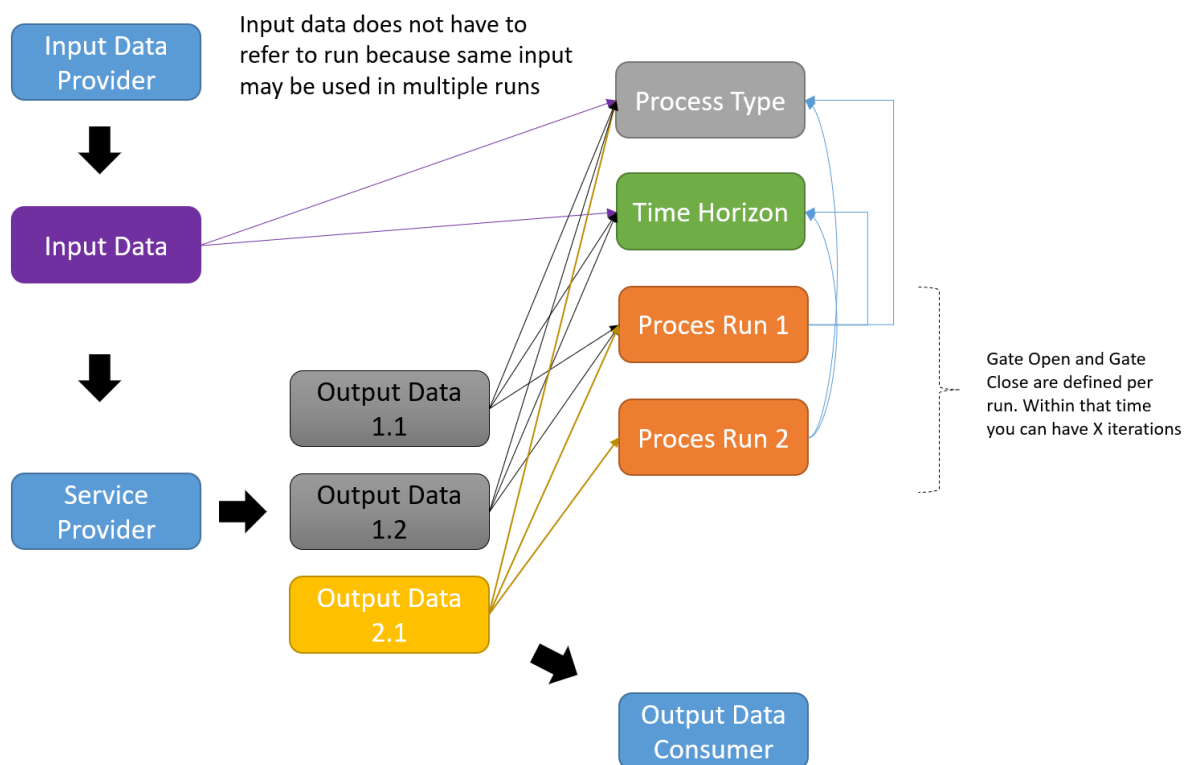 Input Data
Provider
Input data does not have to
refer to run because same input
may be used in multiple runs
Process Type
Input Data
Time Horizon
Proces Run 1
Gate Open and Gate
Close are defined per
run. Within that time
you can have X iterations
Output Data
1.1
Proces Run 2
Service
Provider
Output Data
1.2
Output Data
2.1
Output Data
Consumer